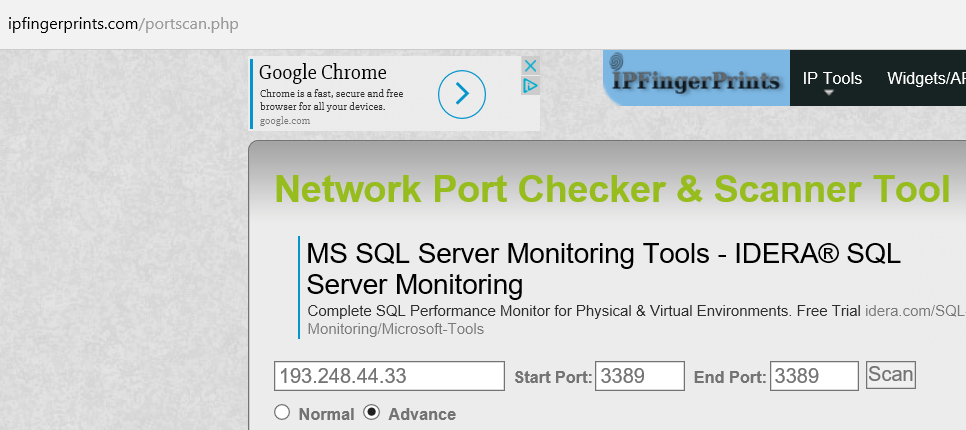 ipfingerprints.com/portscan.php
Google Chrome
Chrome is a fast, secure and free
browser for all your devices.
google.com
IPFingerPrints
IP Tools
Widgets/AP
Network Port Checker & Scanner Tool
MS SQL Server Monitoring Tools - IDERA® SQL
Server Monitoring
Complete SQL Performance Monitor for Physical & Virtual Environments. Free Trial idera.com/SQL-
Monitoring/Microsoft-Tools
193.248.44.33 Start Port: 3389 End Port: 3389 Scan
Normal Advance